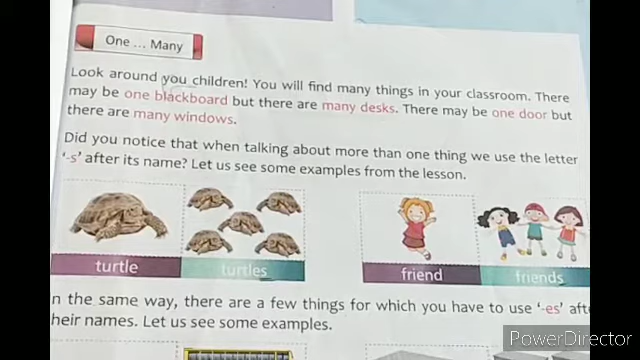 One ... Many
Look around you children! You will find many things in your classroom. There
may be one blackboard but there are many desks. There may be one door but
there are many windows.
Did you notice that when talking about more than one thing we use the letter
‘-s’ after its name? Let us see some examples from the lesson.
turtle turtles friend friends
n the same way, there are a few things for which you have to use ‘-es’ afte
heir names. Let us see some examples.
PowerDirector